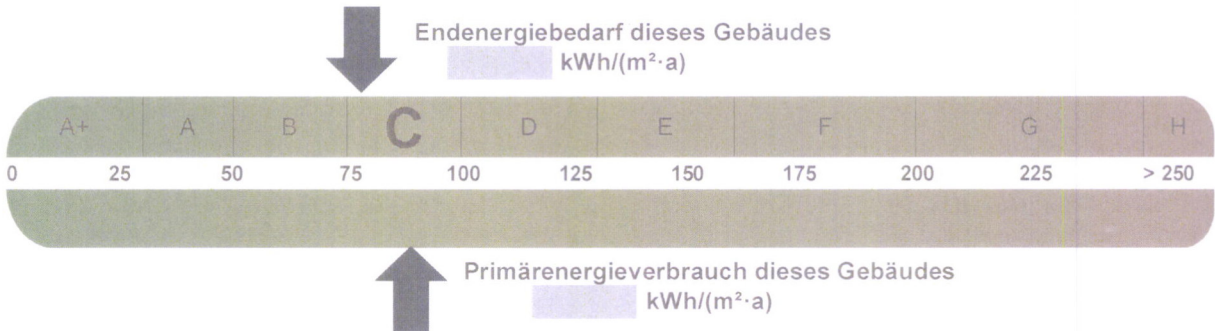 Endenergiebedarf dieses Gebäudes
kWh/(m²·a)
A+ A B C D E F G H
0 25 50 75 100 125 150 175 200 225 > 250
Primärenergieverbrauch dieses Gebäudes
kWh/(m²·a)